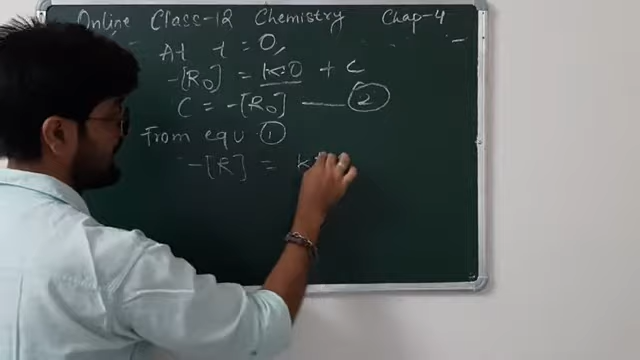 Online Class-12 Chemistry Chap-4
At t = 0,
-[R₀] = k×0 + C
C = -[R₀] —— ②
From equ ①
-[R] = k